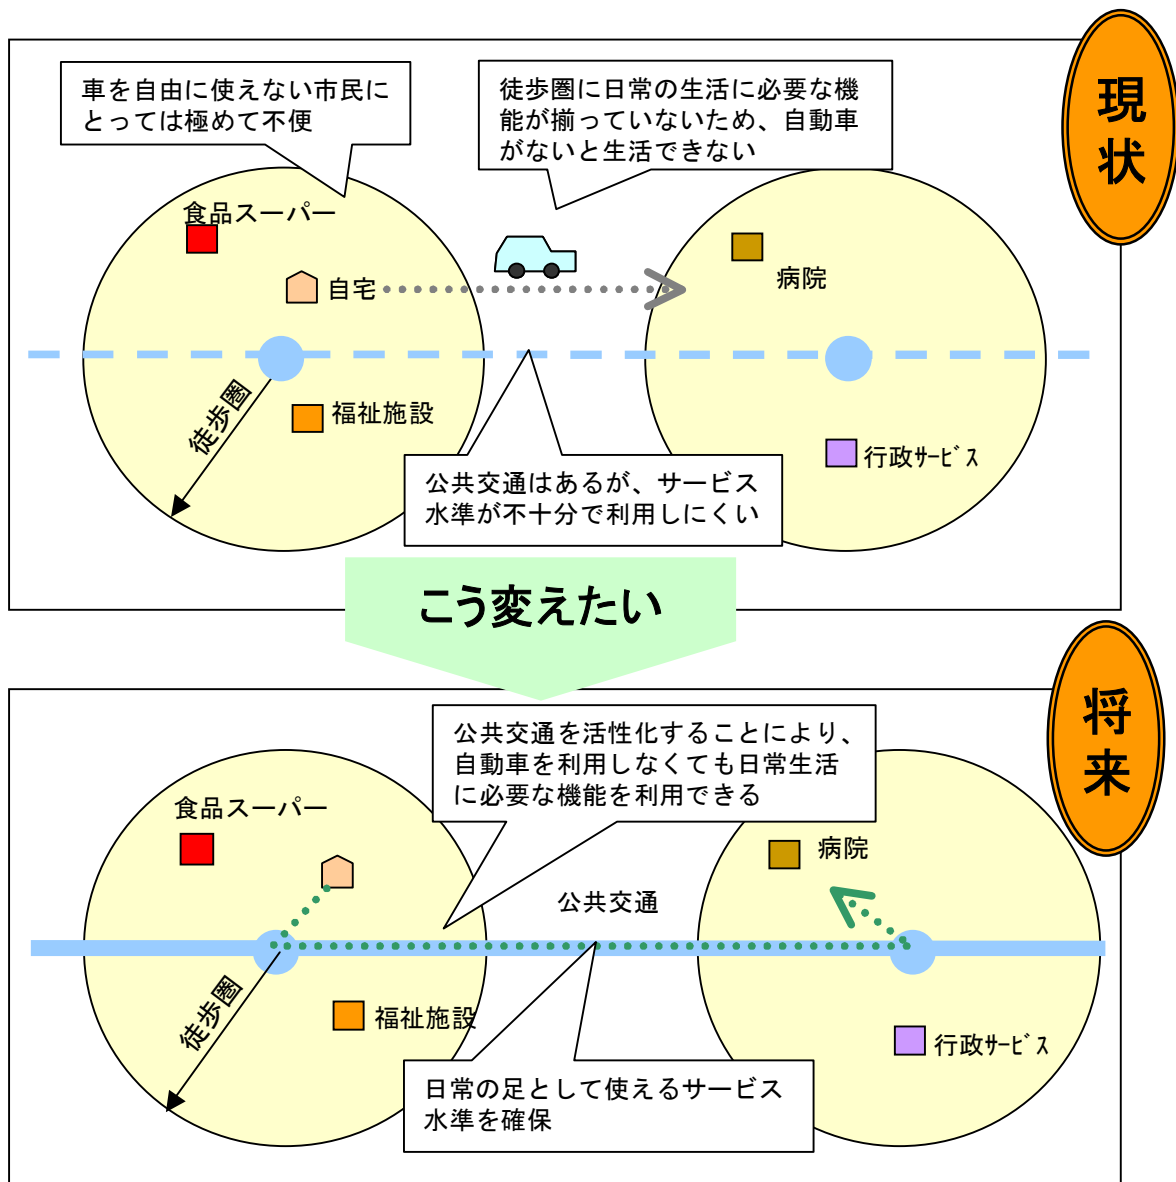 現状
車を自由に使えない市民に
とっては極めて不便
徒歩圏に日常の生活に必要な機
能が揃っていないため、自動車
がないと生活できない
食品スーパー
自宅
病院
徒歩圏
福祉施設
行政ｻｰﾋﾞｽ
公共交通はあるが、サービス
水準が不十分で利用しにくい
こう変えたい
将来
公共交通を活性化することにより、
自動車を利用しなくても日常生活
に必要な機能を利用できる
食品スーパー
病院
公共交通
徒歩圏
福祉施設
行政ｻｰﾋﾞｽ
日常の足として使えるサービス
水準を確保